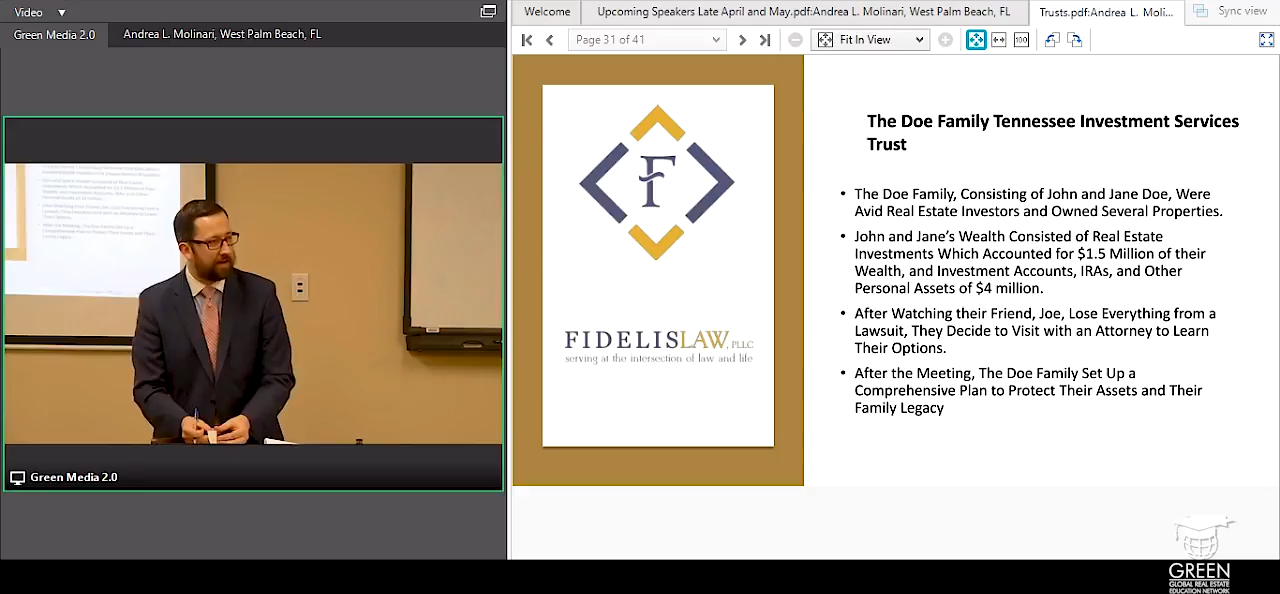 Video
Green Media 2.0
Andrea L. Molinari, West Palm Beach, FL
Green Media 2.0
Welcome
Upcoming Speakers Late April and May.pdf:Andrea L. Molinari, West Palm Beach, FL
Trusts.pdf:Andrea L. Moli...
Sync view
Page 31 of 41
Fit In View
100
F
FIDELISLAW, PLLC
serving at the intersection of law and life
The Doe Family Tennessee Investment Services
Trust
• The Doe Family, Consisting of John and Jane Doe, Were
Avid Real Estate Investors and Owned Several Properties.
• John and Jane's Wealth Consisted of Real Estate
Investments Which Accounted for $1.5 Million of their
Wealth, and Investment Accounts, IRAs, and Other
Personal Assets of $4 million.
• After Watching their Friend, Joe, Lose Everything from a
Lawsuit, They Decide to Visit with an Attorney to Learn
Their Options.
• After the Meeting, The Doe Family Set Up a
Comprehensive Plan to Protect Their Assets and Their
Family Legacy
GREEN
GLOBAL REAL ESTATE
EDUCATION NETWORK